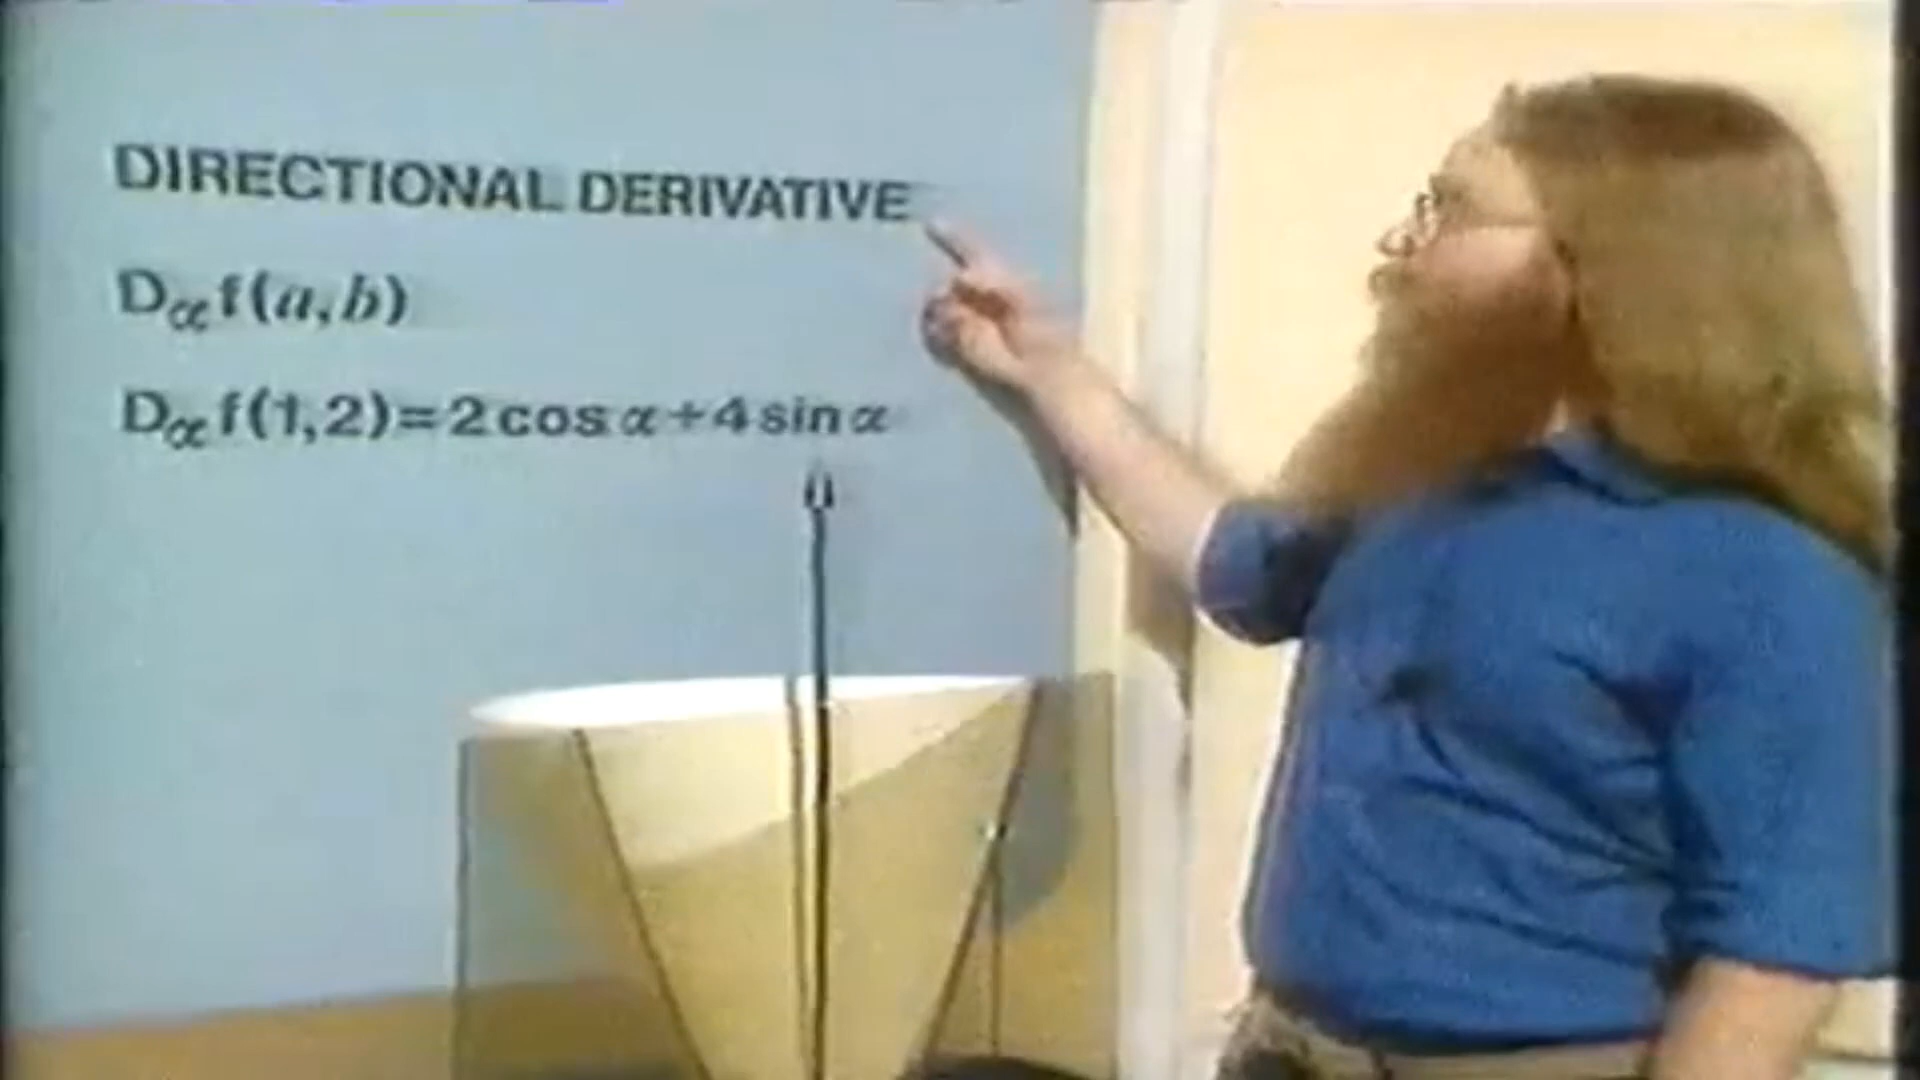 DIRECTIONAL DERIVATIVE
Dαf(a,b)
Dαf(1,2)=2cosα+4sinα